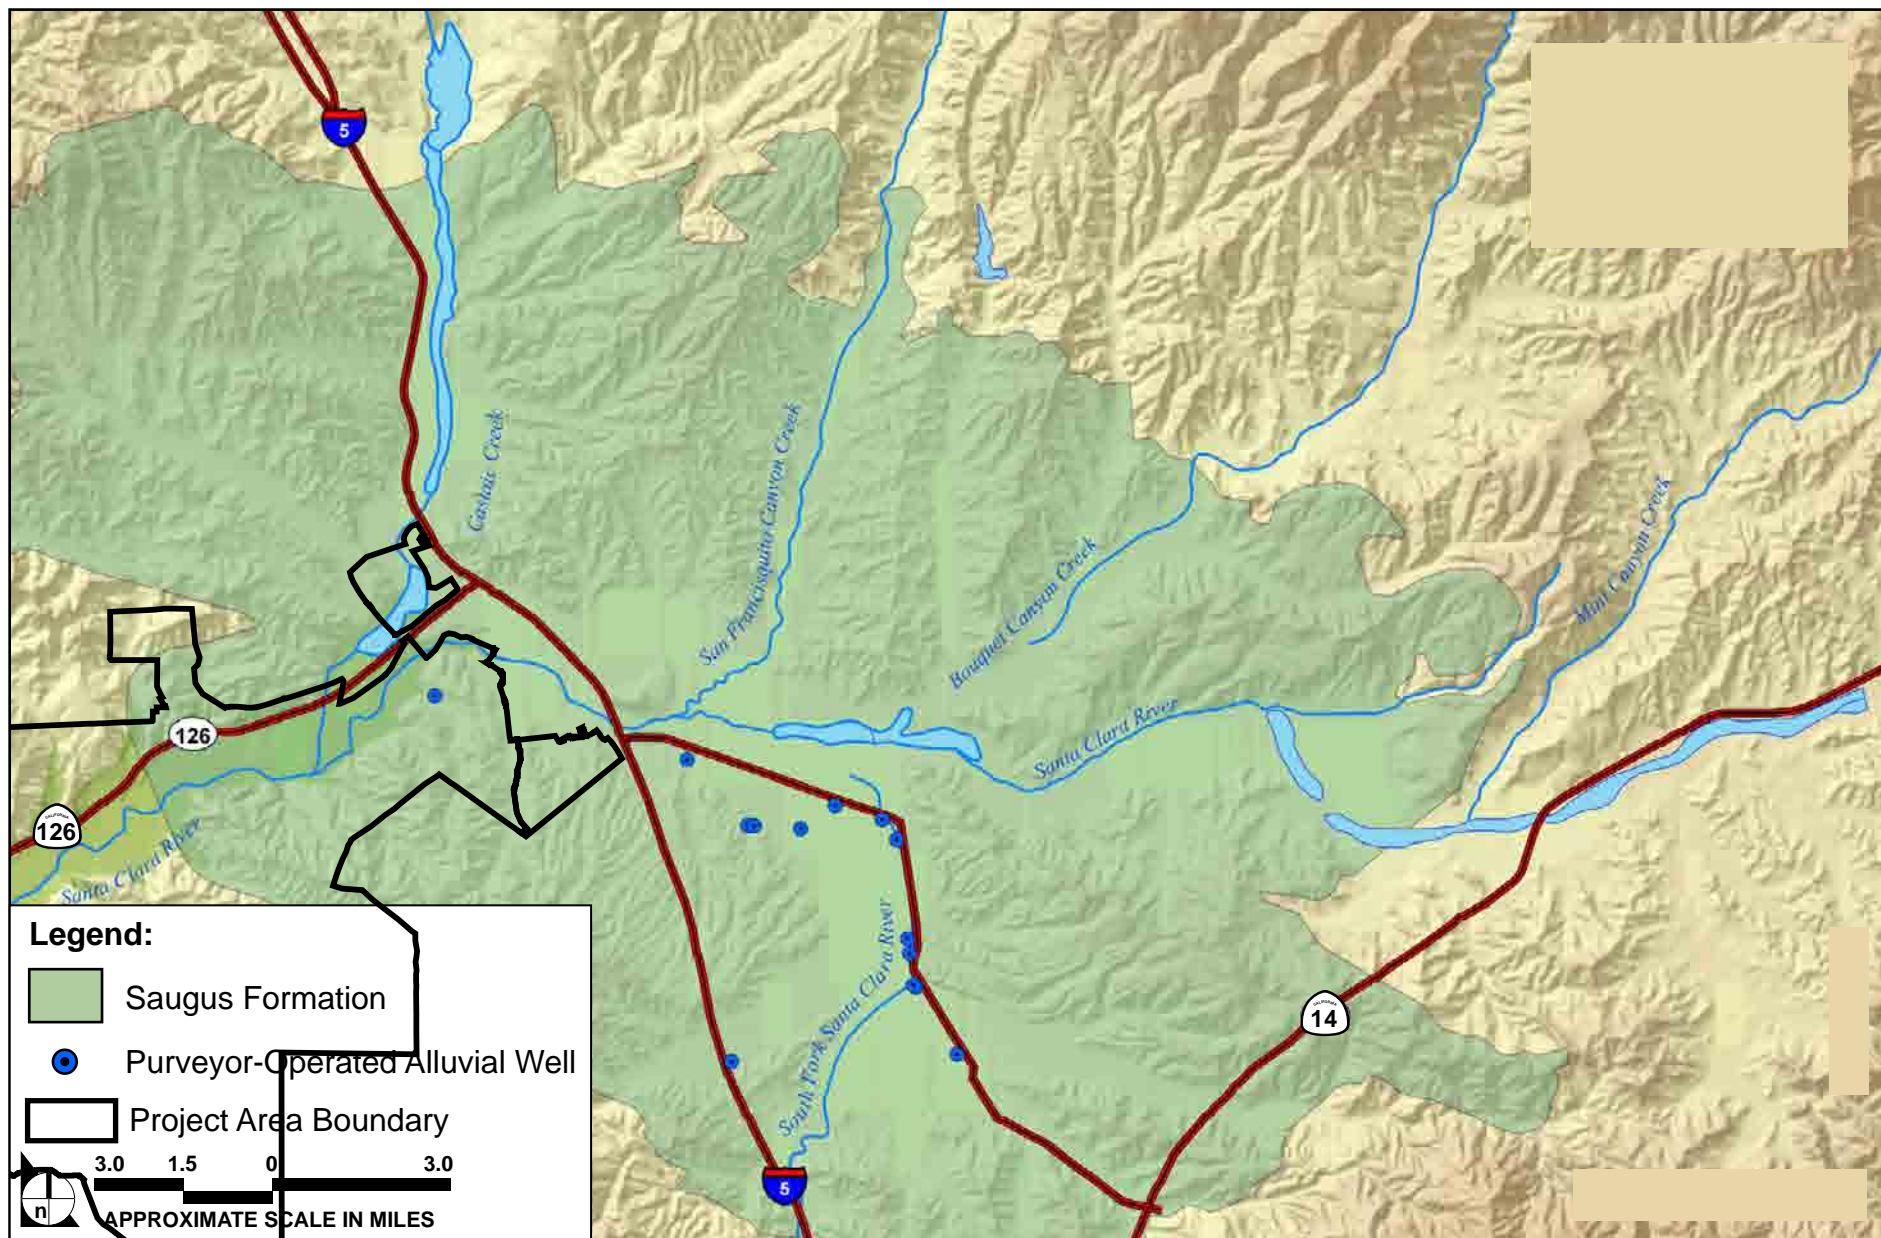 5
Castaic Creek
San Francisquito Canyon Creek
Bouquet Canyon Creek
Mint Canyon Creek
Santa Clara River
126
CALIFORNIA
126
Santa Clara River
South Fork Santa Clara River
CALIFORNIA
14
5
Legend:
Saugus Formation
Purveyor-Operated Alluvial Well
Project Area Boundary
3.0 1.5 0 3.0
n
APPROXIMATE SCALE IN MILES